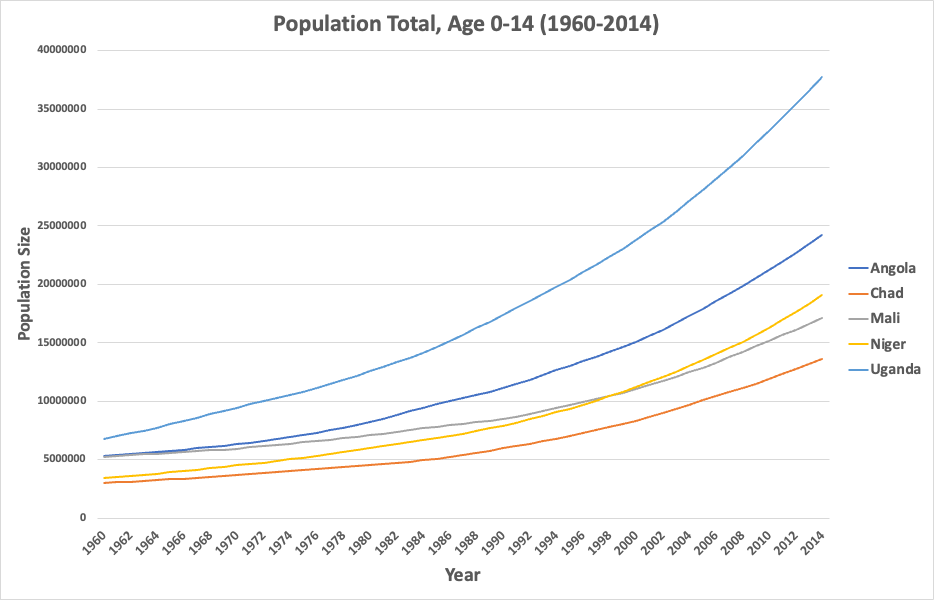 Population Total, Age 0-14 (1960-2014)
40000000
35000000
30000000
25000000
20000000
15000000
10000000
5000000
0
Population Size
1960 1962 1964 1966 1968 1970 1972 1974 1976 1978 1980 1982 1984 1986 1988 1990 1992 1994 1996 1998 2000 2002 2004 2006 2008 2010 2012 2014
Year
Angola
Chad
Mali
Niger
Uganda